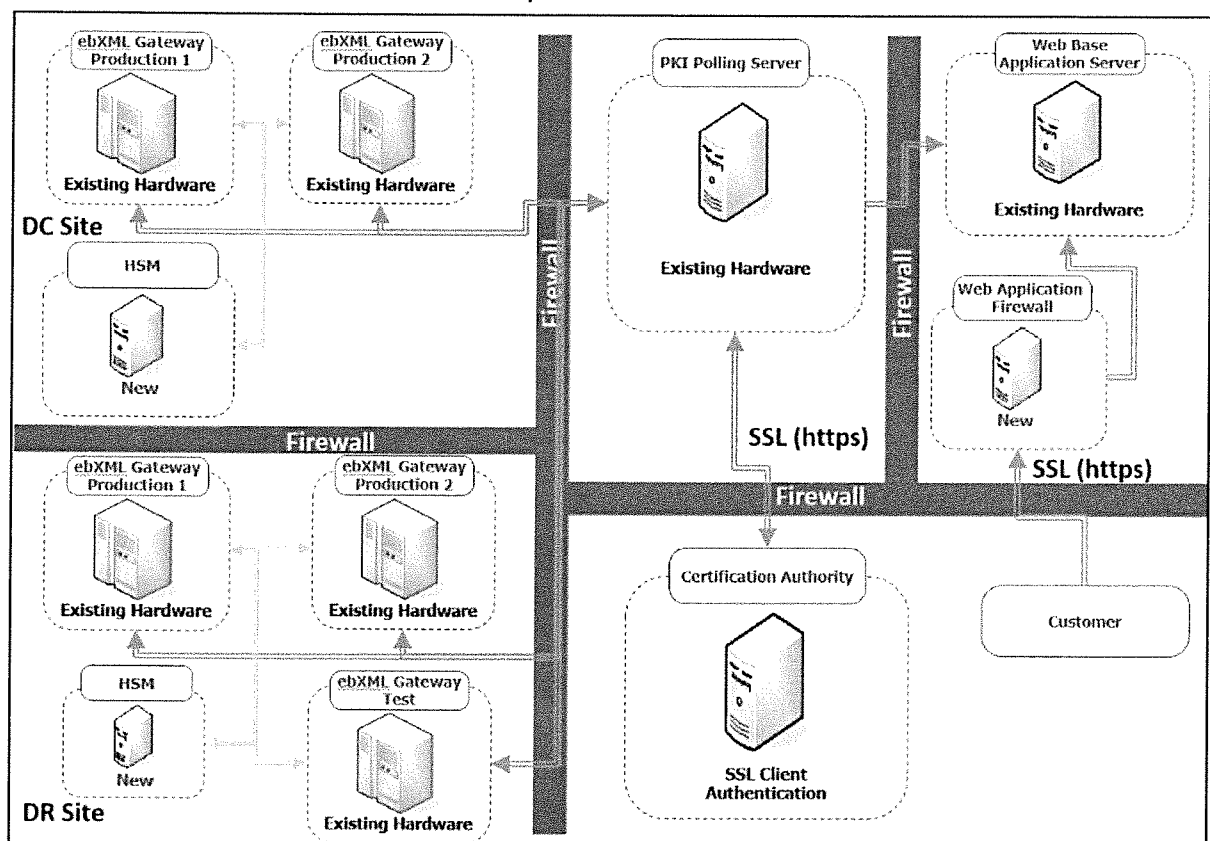 ebXML Gateway
Production 1
Existing Hardware
ebXML Gateway
Production 2
Existing Hardware
DC Site
HSM
New
Firewall
PKI Polling Server
Existing Hardware
SSL (https)
Firewall
Web Base
Application Server
Existing Hardware
Web Application
Firewall
New
SSL (https)
Firewall
Firewall
ebXML Gateway
Production 1
Existing Hardware
ebXML Gateway
Production 2
Existing Hardware
HSM
New
DR Site
ebXML Gateway
Test
Existing Hardware
Certification Authority
SSL Client
Authentication
Customer